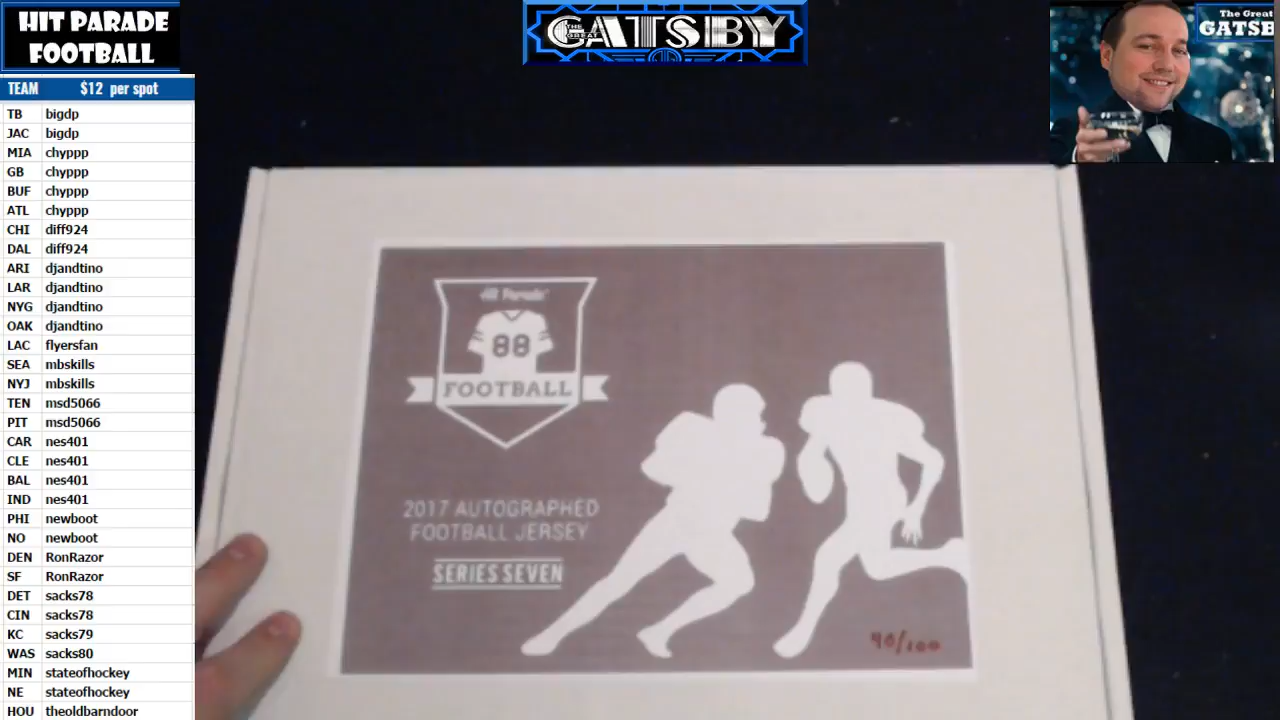 HIT PARADE
FOOTBALL
TEAM $12 per spot
TB bigdp
JAC bigdp
MIA chyppp
GB chyppp
BUF chyppp
ATL chyppp
CHI diff924
DAL diff924
ARI djandtino
LAR djandtino
NYG djandtino
OAK djandtino
LAC flyersfan
SEA mbskills
NYJ mbskills
TEN msd5066
PIT msd5066
CAR nes401
CLE nes401
BAL nes401
IND nes401
PHI newboot
NO newboot
DEN RonRazor
SF RonRazor
DET sacks78
CIN sacks78
KC sacks79
WAS sacks80
MIN stateofhockey
NE stateofhockey
HOU theoldbarndoor
THE GREAT
GATSBY
The Great
GATSB
Hit Parade
88
FOOTBALL
2017 AUTOGRAPHED
FOOTBALL JERSEY
SERIES SEVEN
90/100